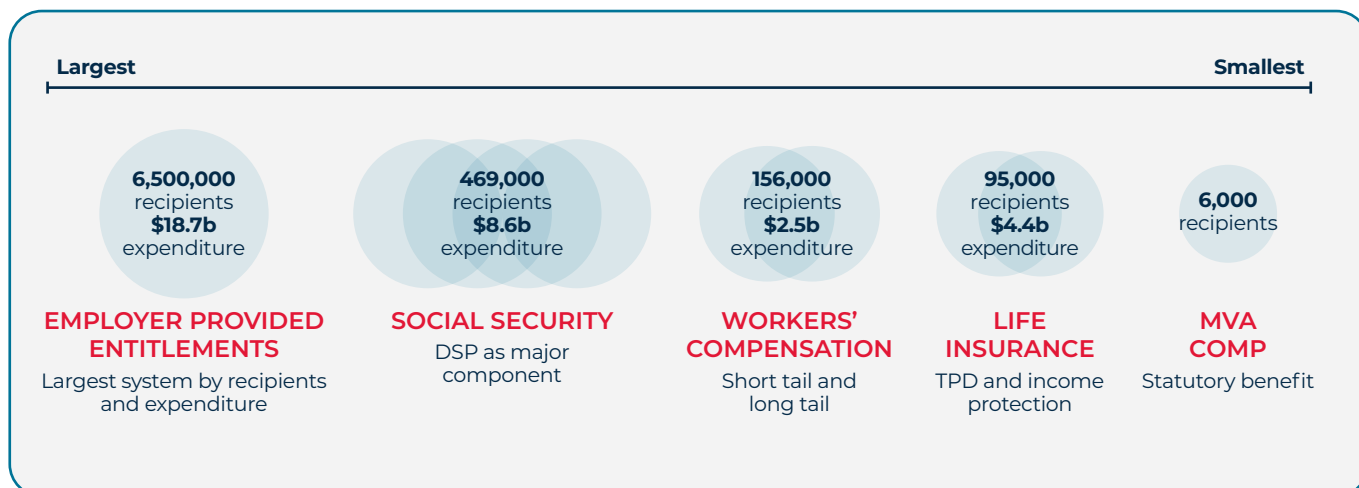 Largest
Smallest
6,500,000
recipients
$18.7b
expenditure
EMPLOYER PROVIDED
ENTITLEMENTS
Largest system by recipients
and expenditure
469,000
recipients
$8.6b
expenditure
SOCIAL SECURITY
DSP as major
component
156,000
recipients
$2.5b
expenditure
WORKERS’
COMPENSATION
Short tail and
long tail
95,000
recipients
$4.4b
expenditure
LIFE
INSURANCE
TPD and income
protection
6,000
recipients
MVA
COMP
Statutory benefit